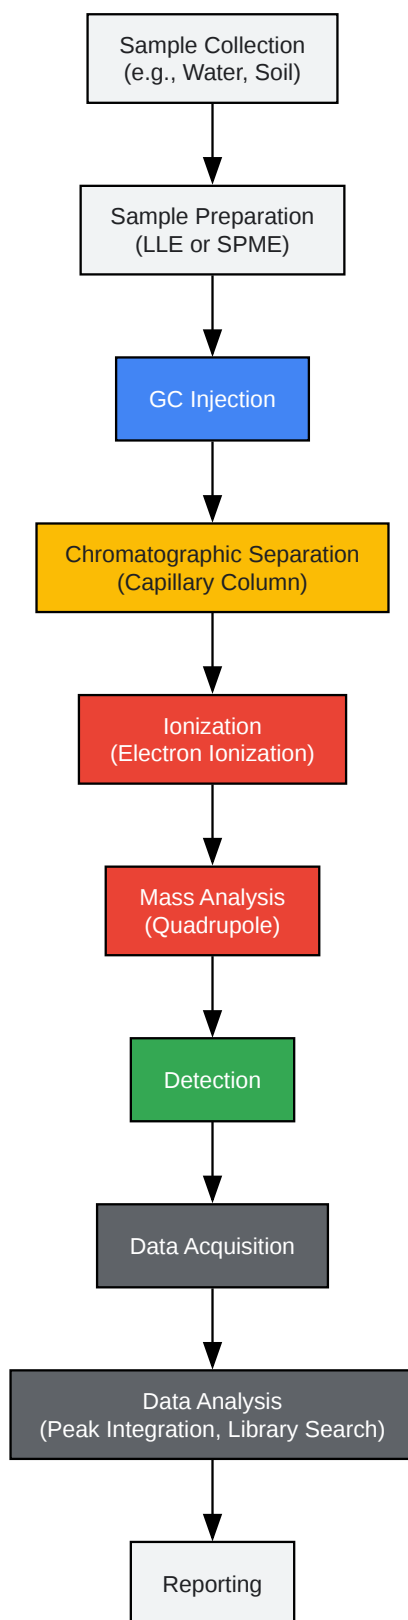 Sample Collection
(e.g., Water, Soil)
Sample Preparation
(LLE or SPME)
GC Injection
Chromatographic Separation
(Capillary Column)
Ionization
(Electron Ionization)
Mass Analysis
(Quadrupole)
Detection
Data Acquisition
Data Analysis
(Peak Integration, Library Search)
Reporting